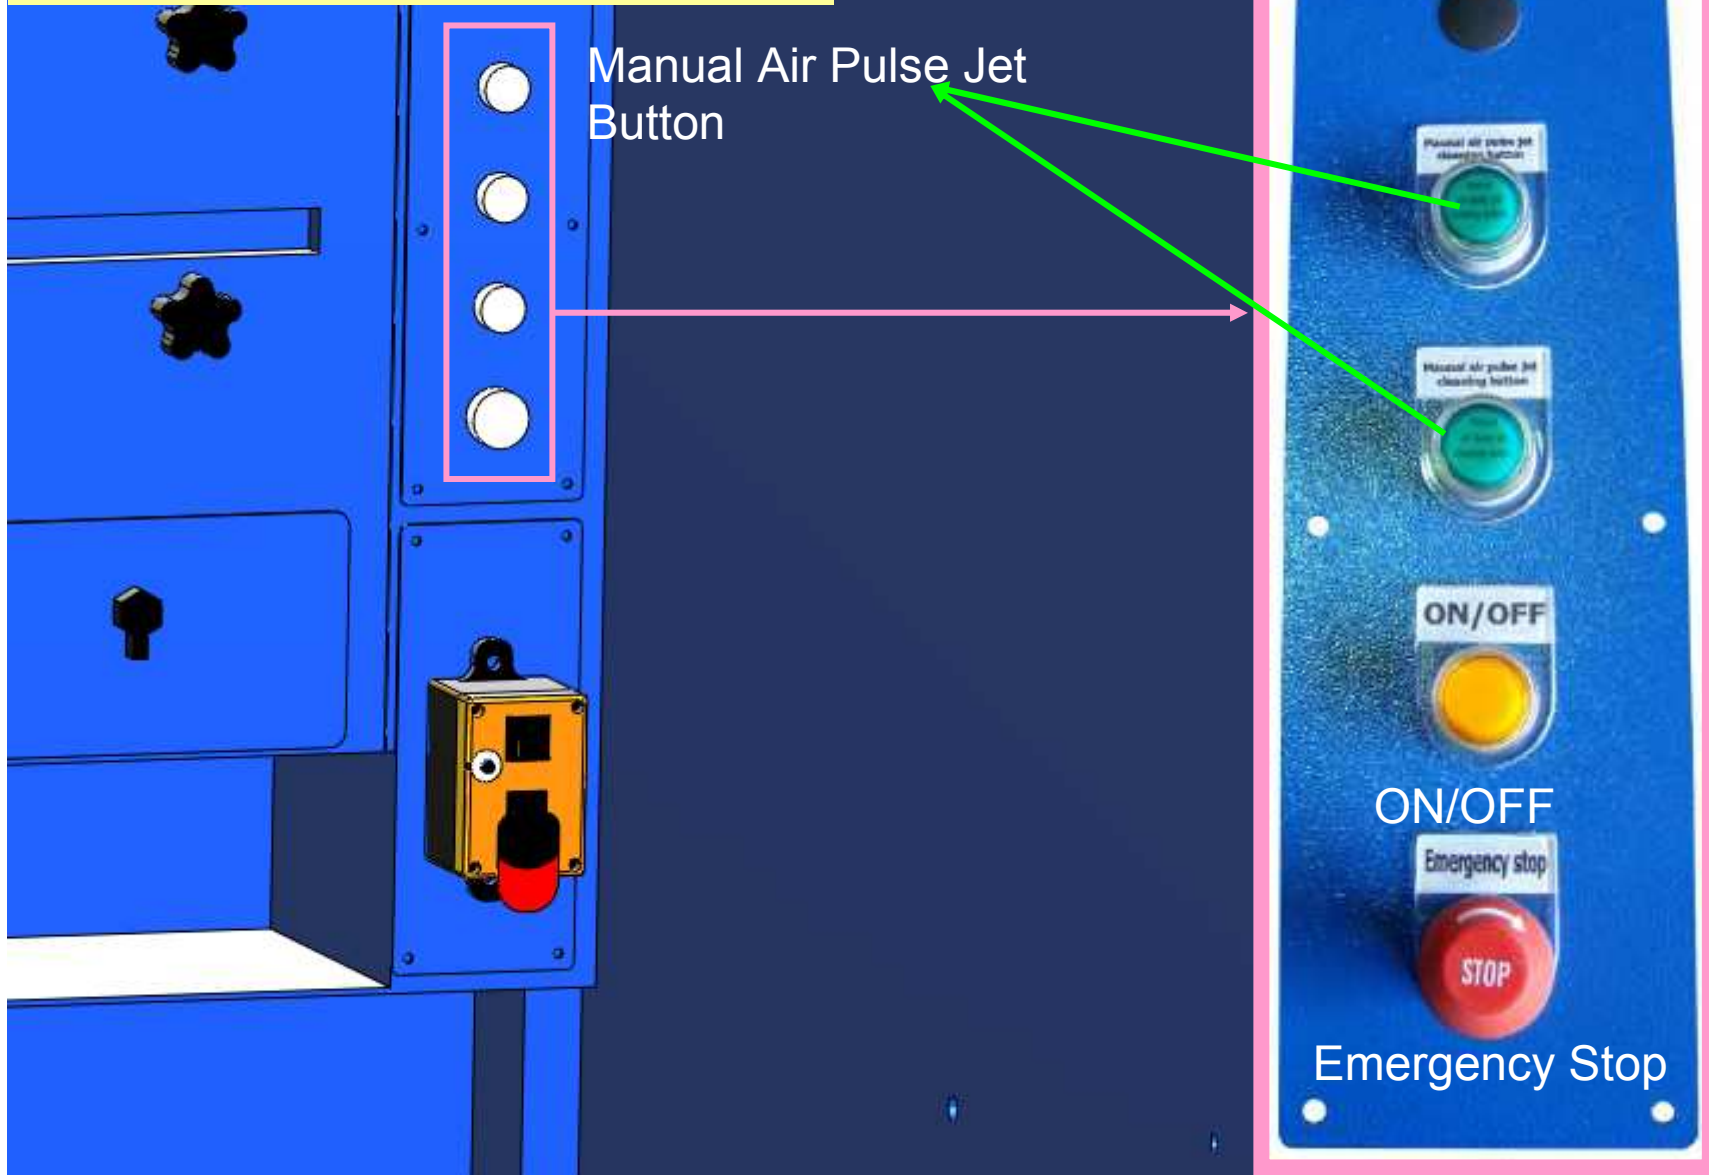 Manual Air Pulse Jet
Button
Manual air pulse jet
cleaning button
Manual air pulse jet
cleaning button
ON/OFF
ON/OFF
Emergency stop
STOP
Emergency Stop